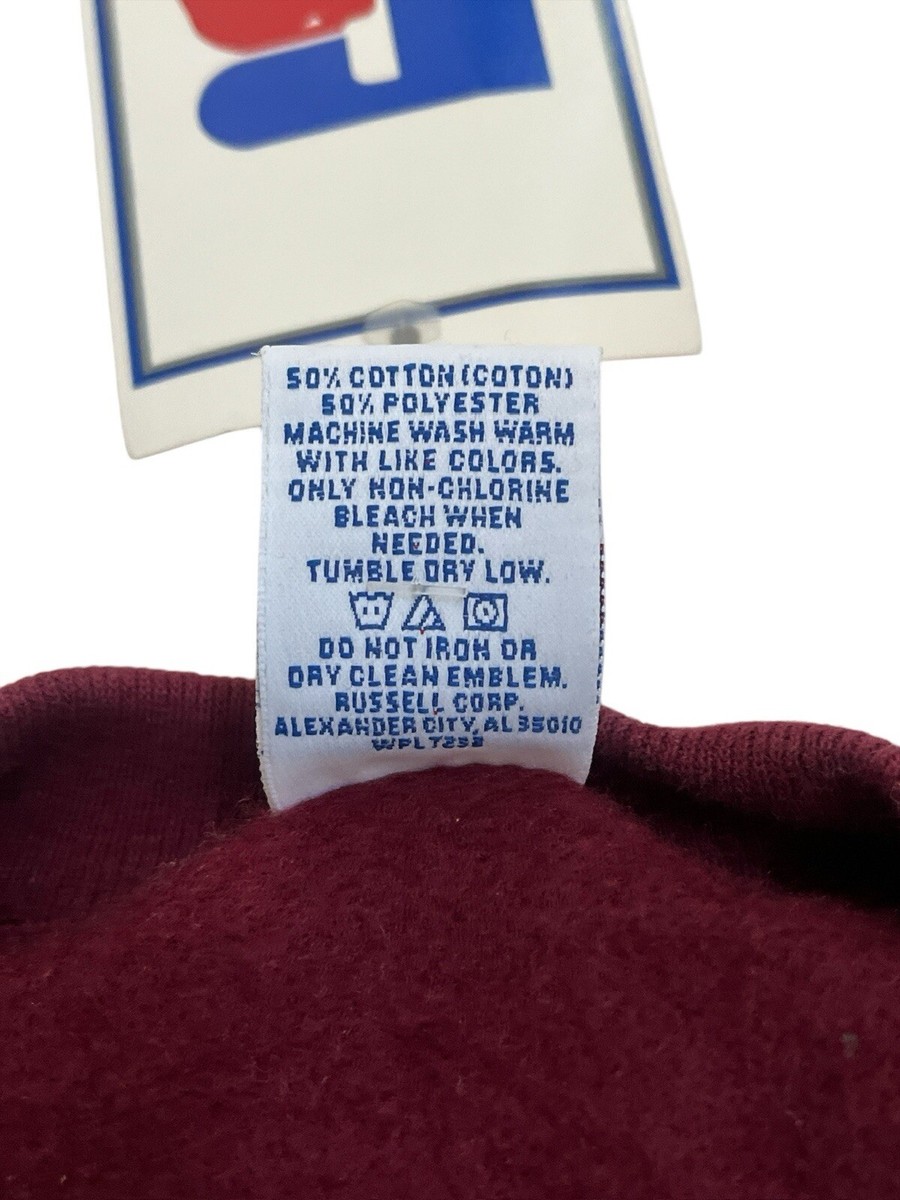 50% COTTON (COTON)
50% POLYESTER
MACHINE WASH WARM
WITH LIKE COLORS.
ONLY NON-CHLORINE
BLEACH WHEN
NEEDED.
TUMBLE DRY LOW.
DO NOT IRON OR
DRY CLEAN EMBLEM.
RUSSELL CORP.
ALEXANDER CITY, AL 35010
WPL 7233